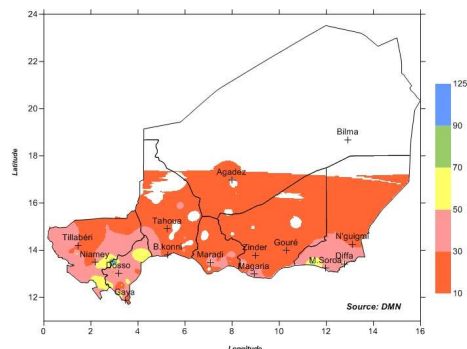 24
22
20
18
16
14
12
Latitude
Bilma
Agadez
Tahoua
Tillabéri
Niamey
Dosso
Gaya
B.konni
Maradi
Zinder
Magaria
Gouré
N'guigmi
Diffa
M.Soroa
Source: DMN
0 2 4 6 8 10 12 14 16
Longitude
125
90
70
50
30
10